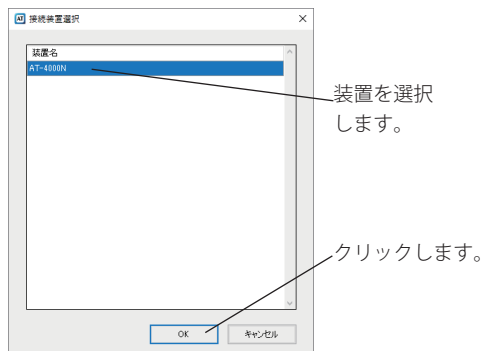 AT 接続装置選択
装置名
AT-4000N
装置を選択
します。
クリックします。
OK キャンセル